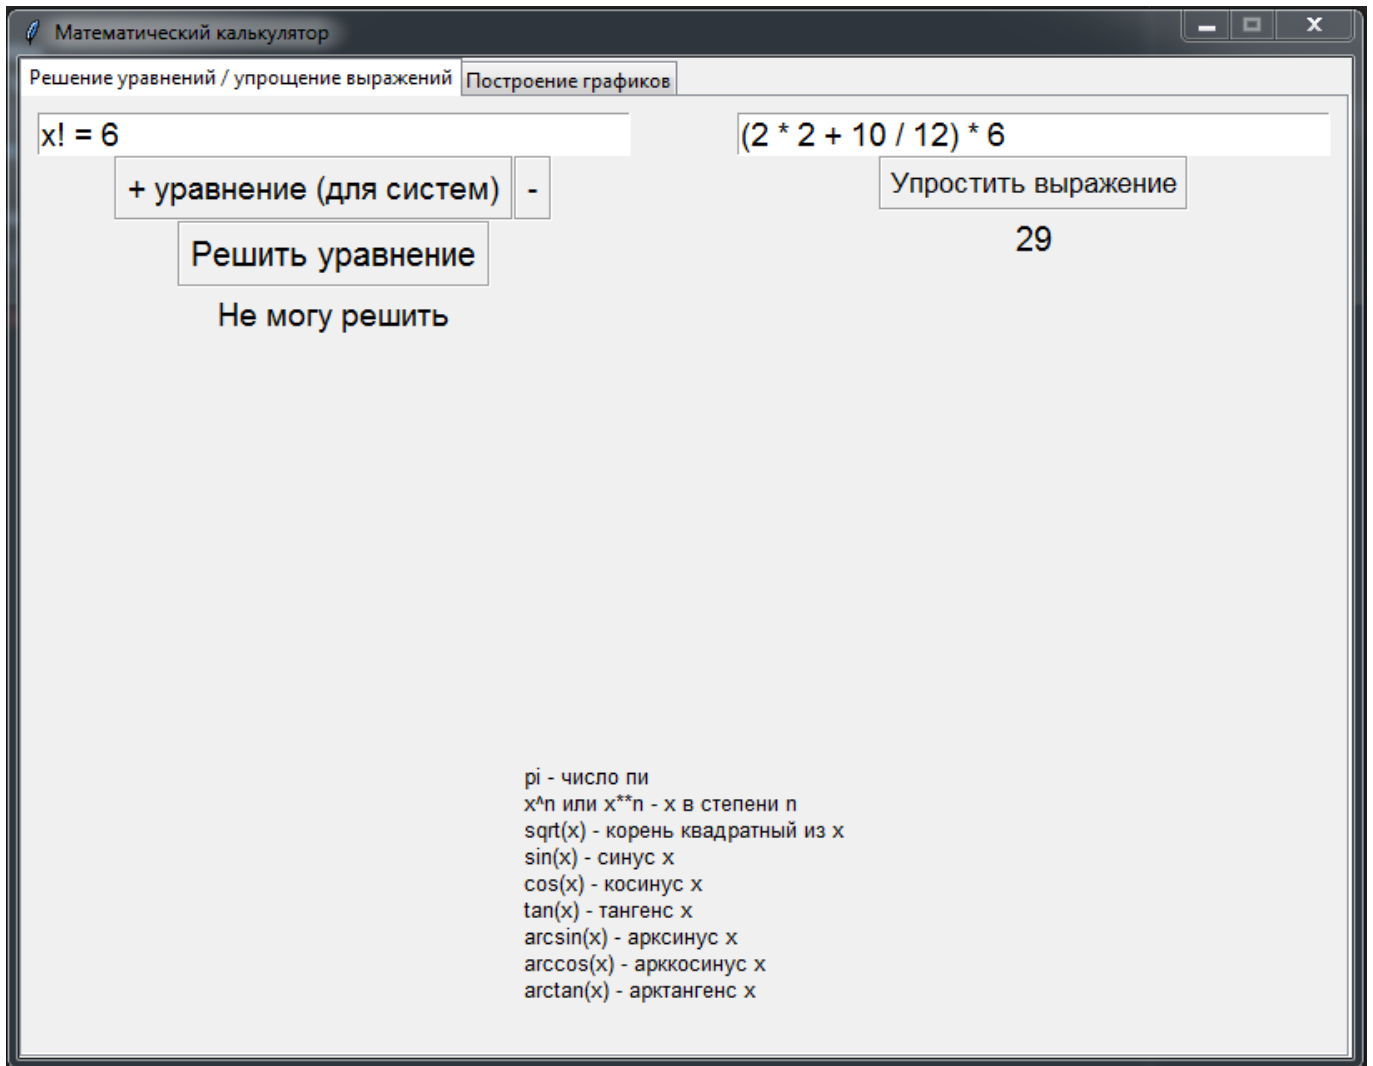 Математический калькулятор
Решение уравнений / упрощение выражений
Построение графиков
x! = 6
+ уравнение (для систем)
-
Решить уравнение
Не могу решить
(2 * 2 + 10 / 12) * 6
Упростить выражение
29
pi - число пи
x^n или x**n - x в степени n
sqrt(x) - корень квадратный из x
sin(x) - синус x
cos(x) - косинус x
tan(x) - тангенс x
arcsin(x) - арксинус x
arccos(x) - арккосинус x
arctan(x) - арктангенс x